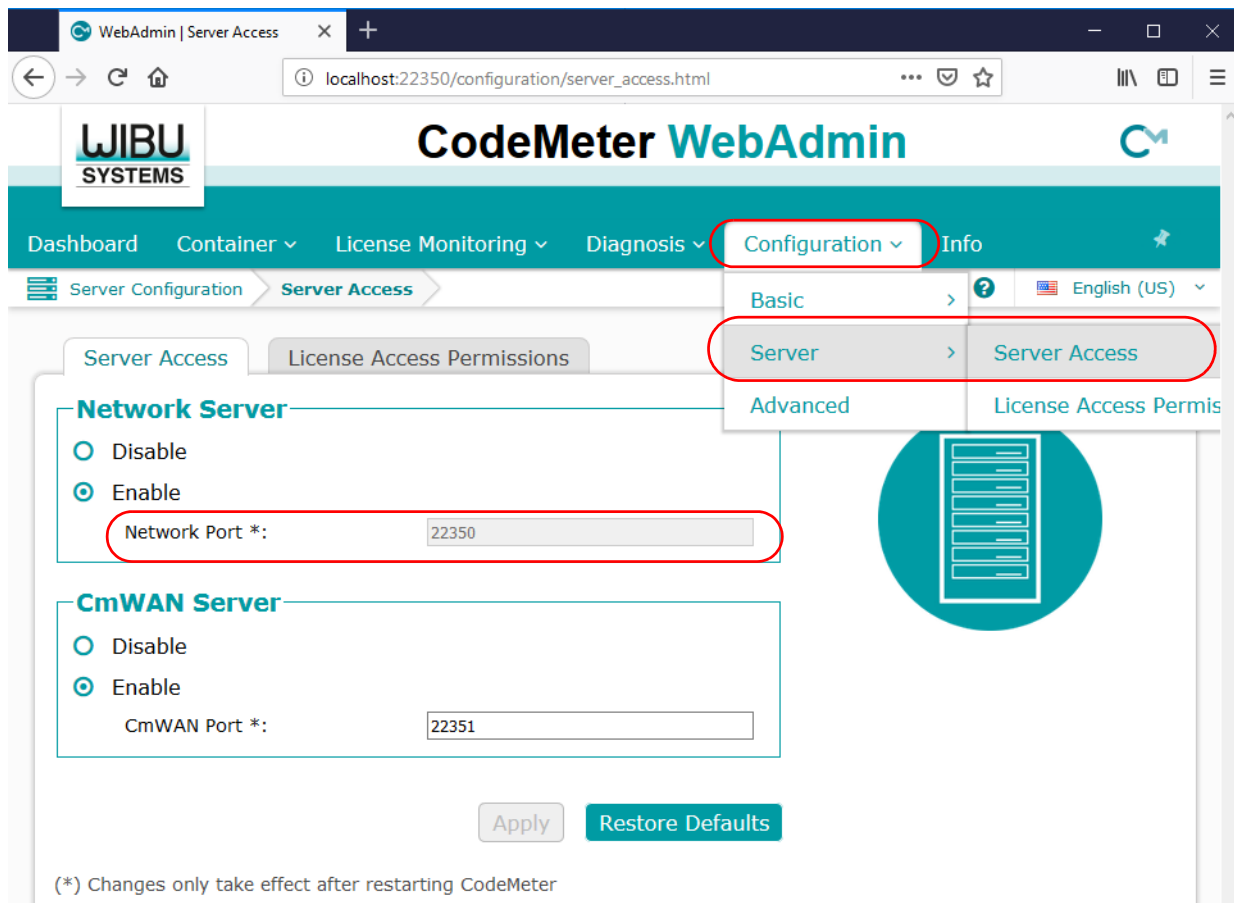 WebAdmin | Server Access
localhost:22350/configuration/server_access.html
WIBU
SYSTEMS
CodeMeter WebAdmin
CM
Dashboard Container License Monitoring Diagnosis Configuration Info
Server Configuration Server Access
? English (US)
Basic
Server Server Access
Advanced License Access Permis
Server Access License Access Permissions
Network Server
Disable
Enable
Network Port *: 22350
CmWAN Server
Disable
Enable
CmWAN Port *: 22351
Apply Restore Defaults
(*) Changes only take effect after restarting CodeMeter